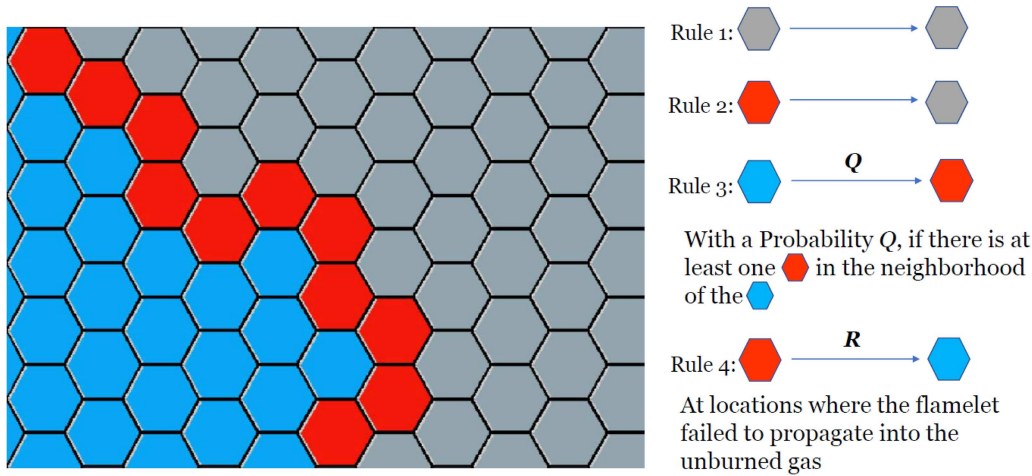 Rule 1:
Rule 2:
Q
Rule 3:
With a Probability Q, if there is at
least one in the neighborhood
of the
R
Rule 4:
At locations where the flamelet
failed to propagate into the
unburned gas